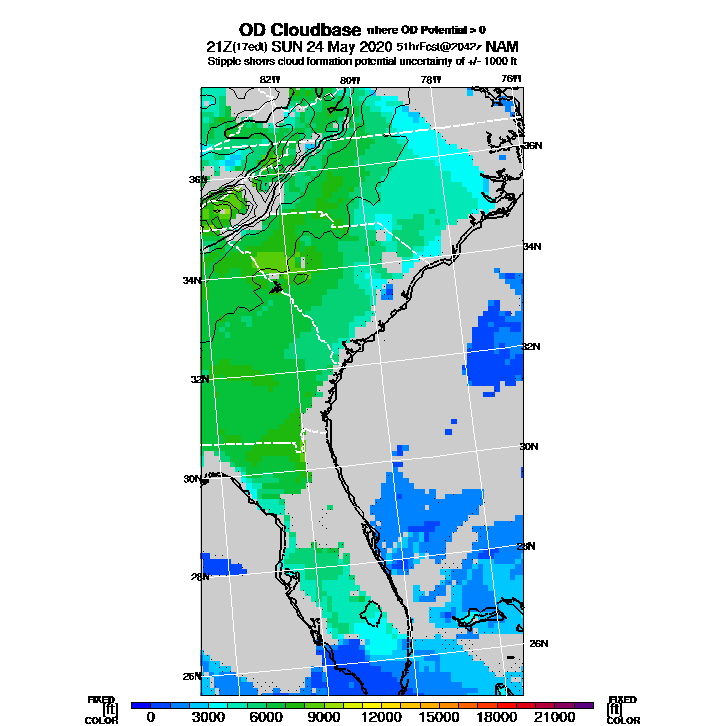 OD Cloudbase where OD Potential > 0
21Z(17edt) SUN 24 May 2020 51hrFcst@2042z NAM
Stipple shows cloud formation potential uncertainty of +/- 1000 ft
82W 80W 78W 76W
36N
36N
34N
34N
32N
32N
30N
30N
28N
28N
26N
26N
FIXED FIXED
[ft] [ft]
COLOR 0 3000 6000 9000 12000 15000 18000 21000 COLOR